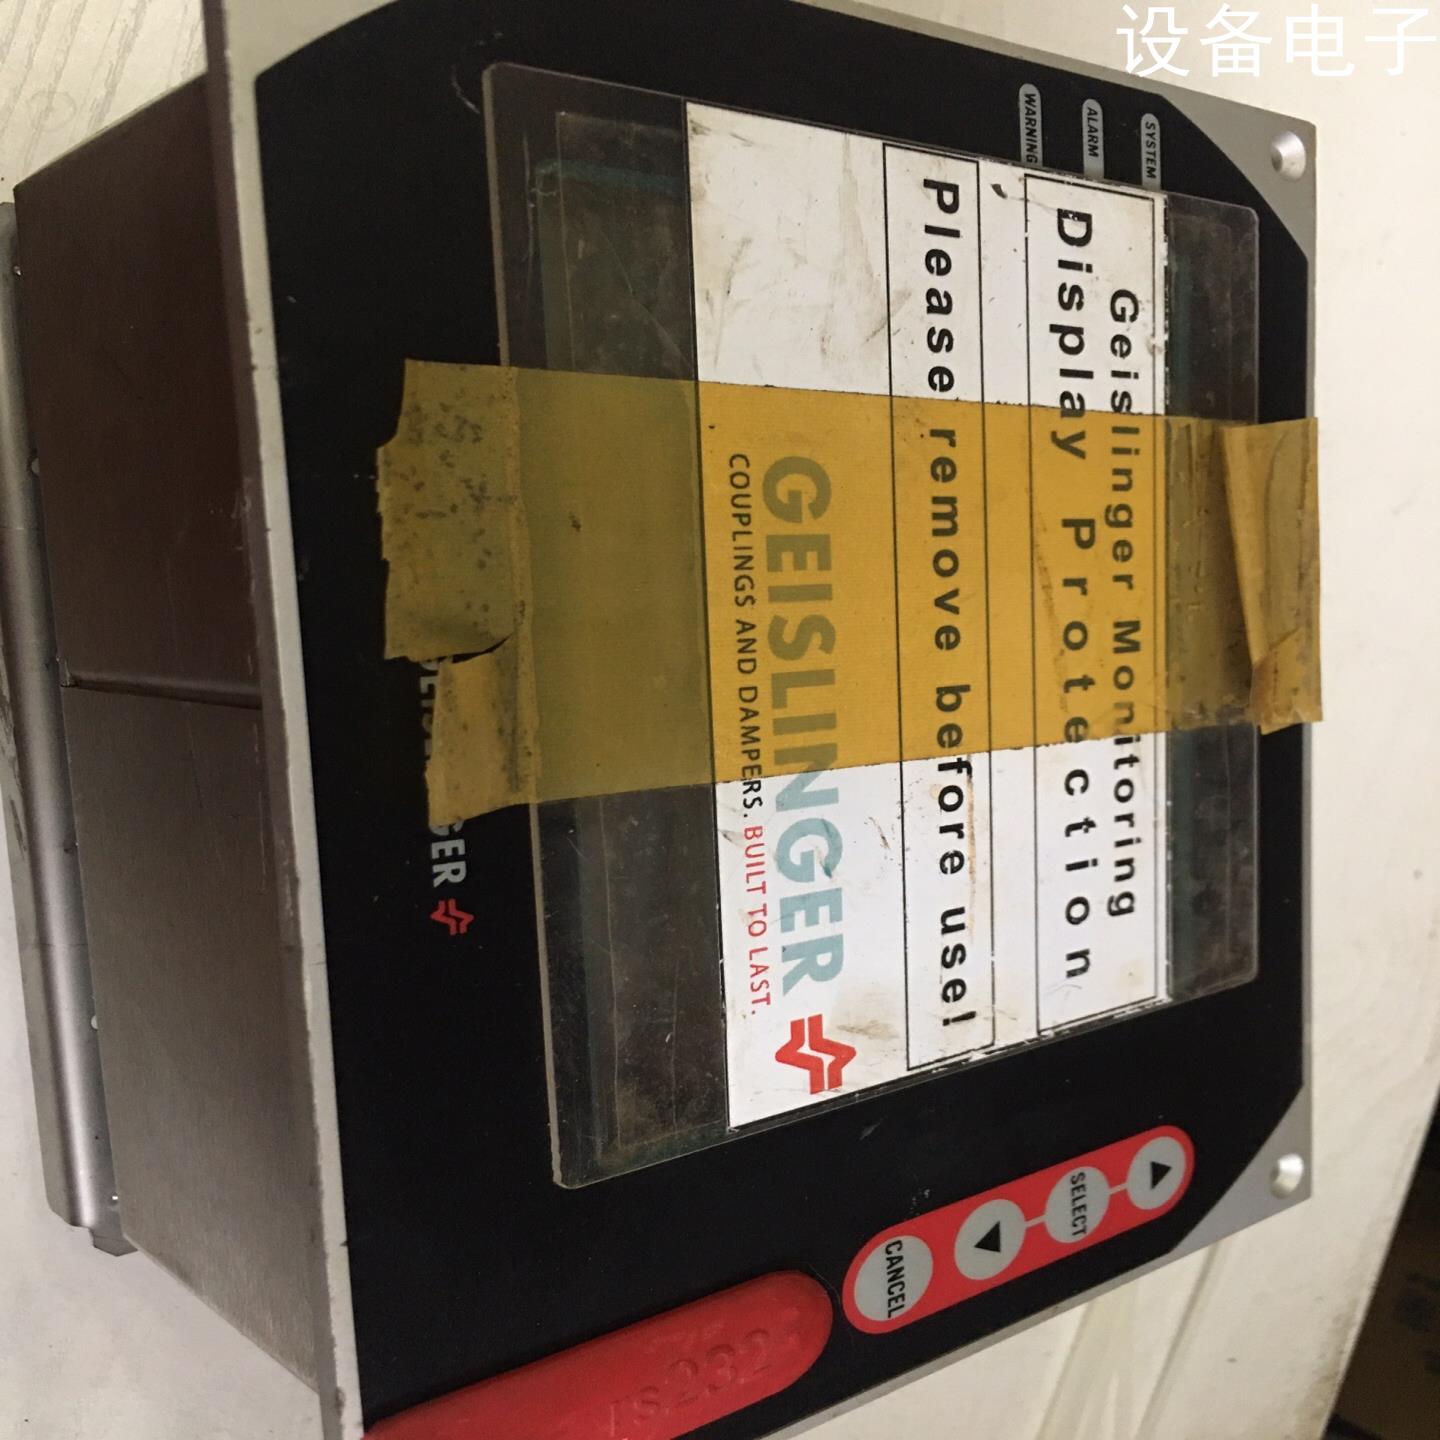 设备电子
SYSTEM
ALARM
WARNING
Geislinger Monitoring
Display Protection
Please remove before use!
GEISLINGER
COUPLINGS AND DAMPERS. BUILT TO LAST.
GEISLINGER
SELECT
CANCEL
rs232